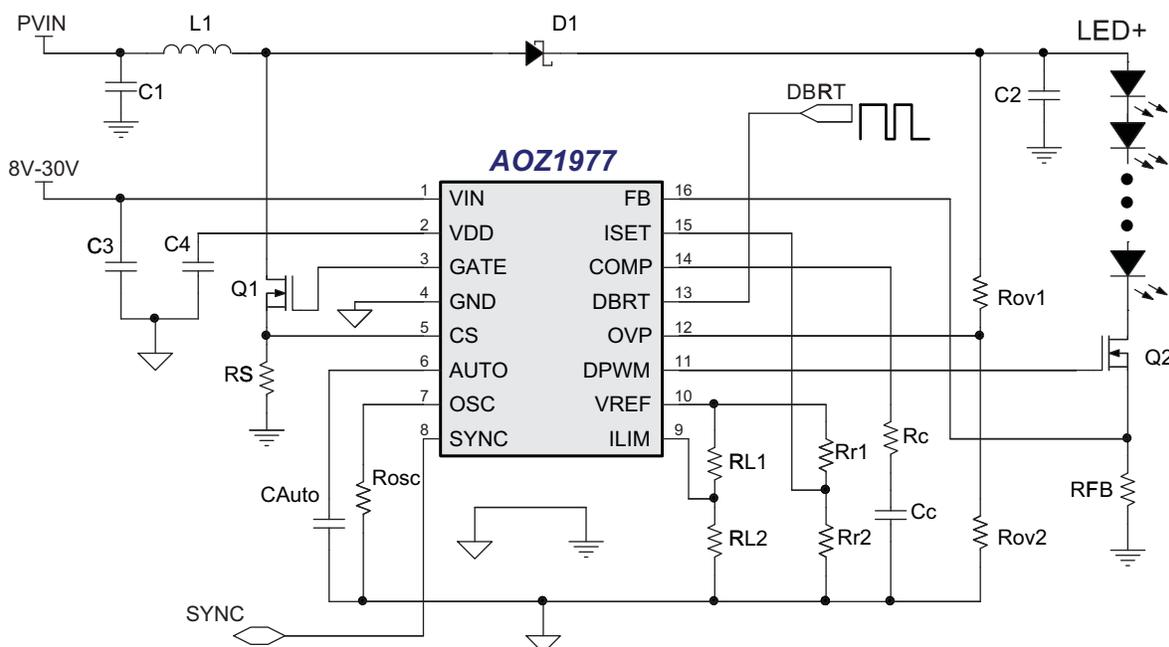 PVIN
L1
D1
LED+
C1
C2
DBRT
AOZ1977
8V-30V
1 VIN FB 16
2 VDD ISET 15
3 GATE COMP 14
4 GND DBRT 13
5 CS OVP 12
6 AUTO DPWM 11
7 OSC VREF 10
8 SYNC ILIM 9
C3
C4
Q1
Rov1
Q2
RS
Rc
RL1
Rr1
Rosc
CAuto
RFB
Cc
RL2
Rr2
Rov2
SYNC